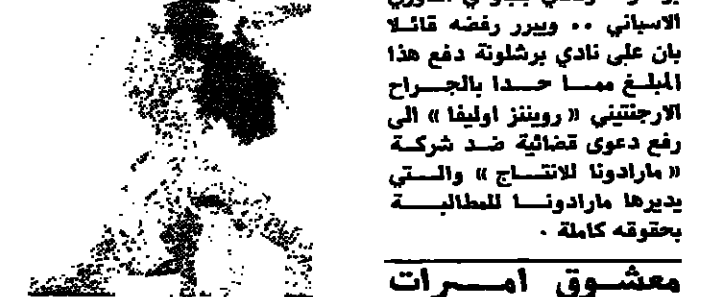 الاسباني .. ويبرر رفضه قائلا
بان على نادي برشلونة دفع هذا
المبلغ مما حدا بالجراح
الارجنتيني « روبننز اوليفا » الى
رفع دعوى قضائية ضد شركة
« مارادونا للانتاج » والتي
يديرها مارادونا للمطالبة
بحقوقه كاملة .
معشوق امرات